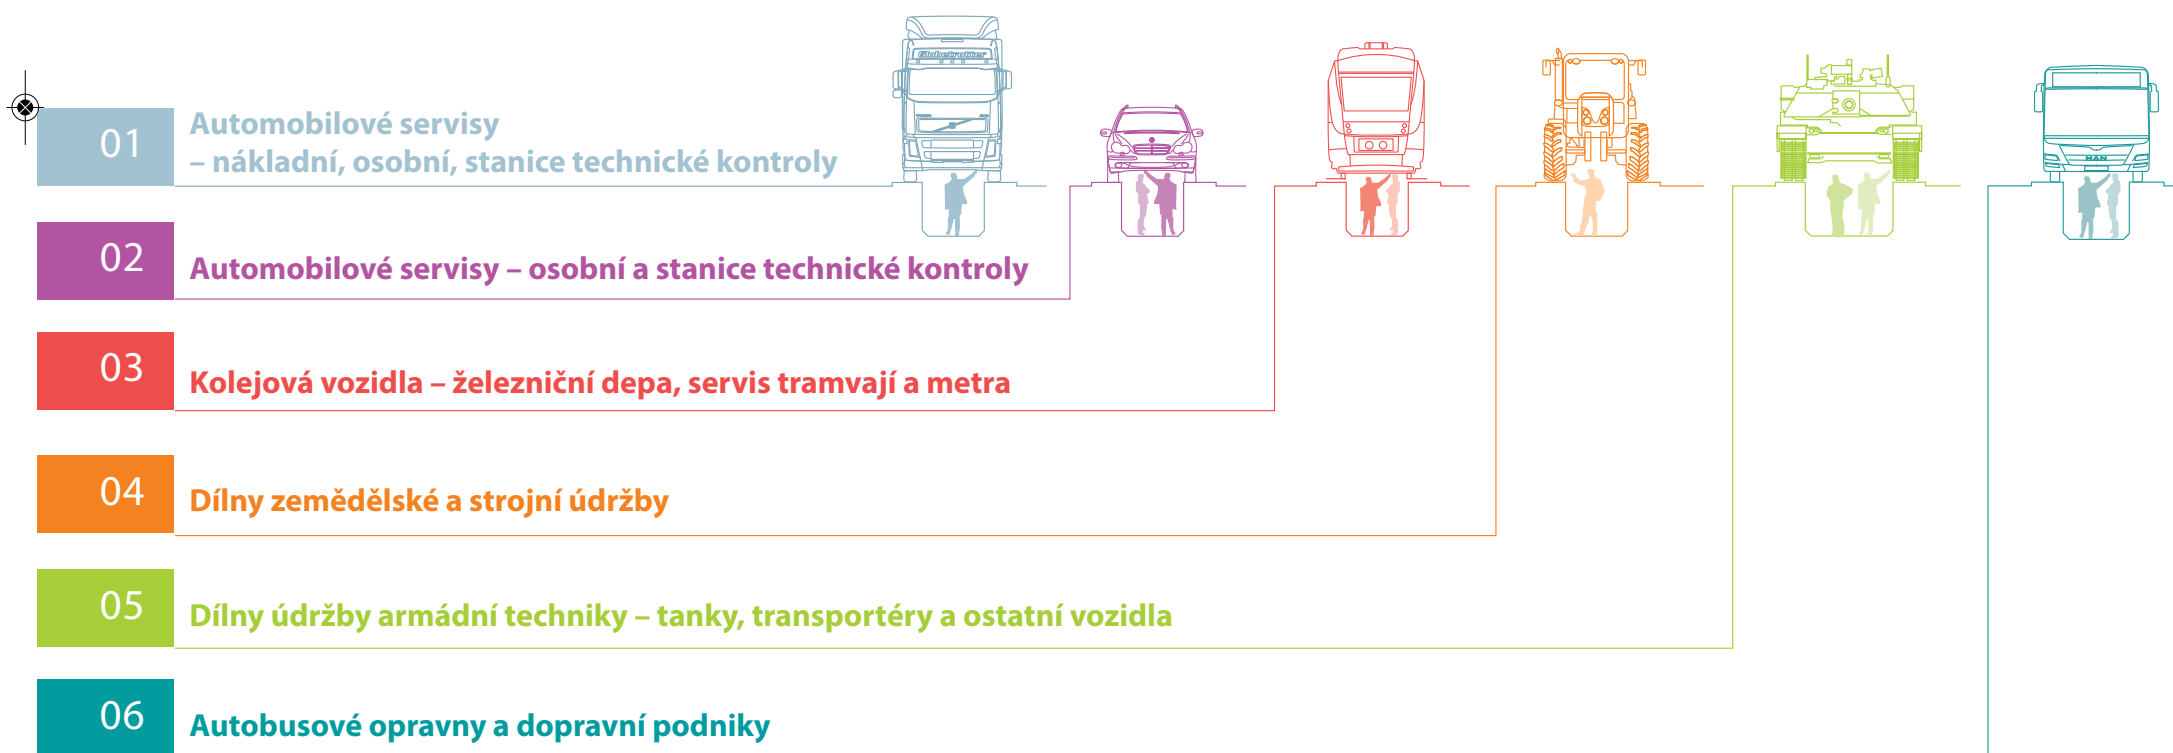 Globetrotter
MAN
01
Automobilové servisy
– nákladní, osobní, stanice technické kontroly
02
Automobilové servisy – osobní a stanice technické kontroly
03
Kolejová vozidla – železniční depa, servis tramvají a metra
04
Dílny zemědělské a strojní údržby
05
Dílny údržby armádní techniky – tanky, transportéry a ostatní vozidla
06
Autobusové opravny a dopravní podniky